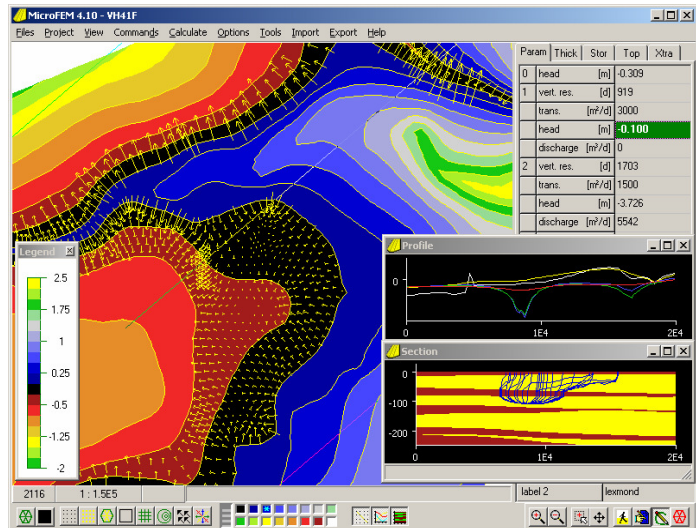 MicroFEM 4.10 - VH41F
Files Project View Commands Calculate Options Tools Import Export Help
Param Thick Stor Top Xtra
0 head [m] -0.309
1 vert. res. [d] 919
trans. [m²/d] 3000
head [m] -0.100
discharge [m³/d] 0
2 vert. res. [d] 1703
trans. [m²/d] 1500
head [m] -3.726
discharge [m³/d] 5542
Legend
2.5
1.75
1
0.25
-0.5
-1.25
-2
Profile
0
0 1E4 2E4
Section
0
-100
-200
0 1E4 2E4
2116 1 : 1.5E5 label 2 lexmond